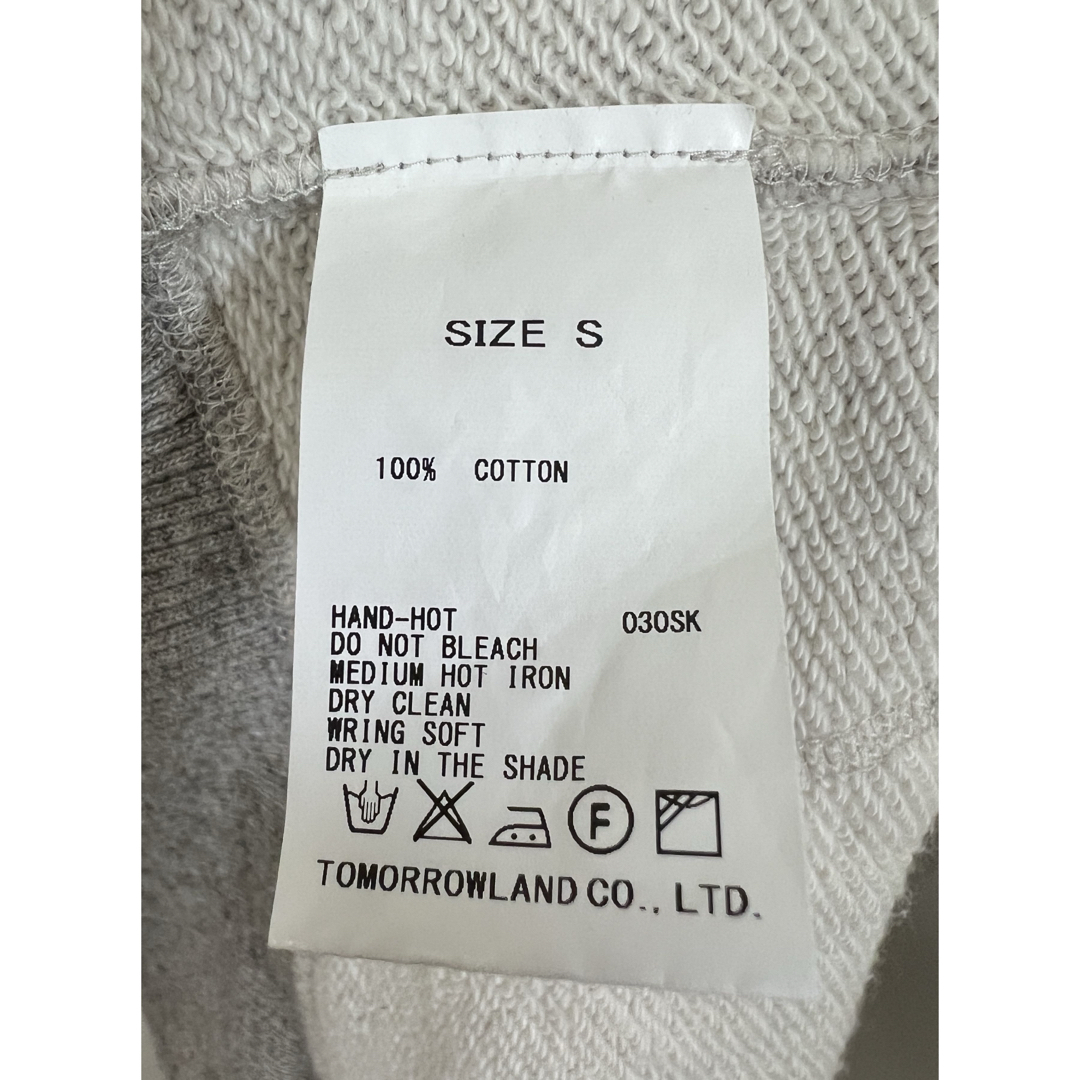 SIZE S
100% COTTON
HAND-HOT 030SK
DO NOT BLEACH
MEDIUM HOT IRON
DRY CLEAN
WRING SOFT
DRY IN THE SHADE
F
TOMORROWLAND CO., LTD.